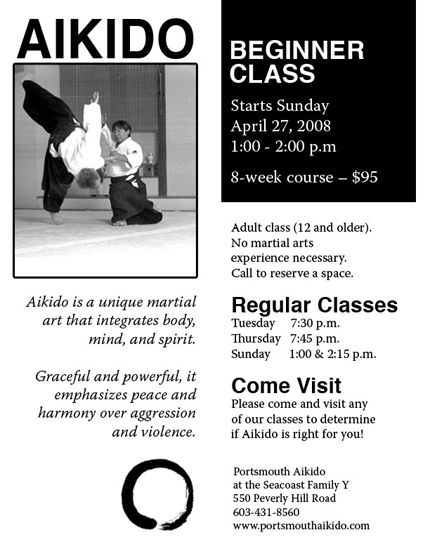 AIKIDO
Aikido is a unique martial
art that integrates body,
mind, and spirit.
Graceful and powerful, it
emphasizes peace and
harmony over aggression
and violence.
BEGINNER
CLASS
Starts Sunday
April 27, 2008
1:00 - 2:00 p.m
8-week course – $95
Adult class (12 and older).
No martial arts
experience necessary.
Call to reserve a space.
Regular Classes
Tuesday 7:30 p.m.
Thursday 7:45 p.m.
Sunday 1:00 & 2:15 p.m.
Come Visit
Please come and visit any
of our classes to determine
if Aikido is right for you!
Portsmouth Aikido
at the Seacoast Family Y
550 Peverly Hill Road
603-431-8560
www.portsmouthaikido.com